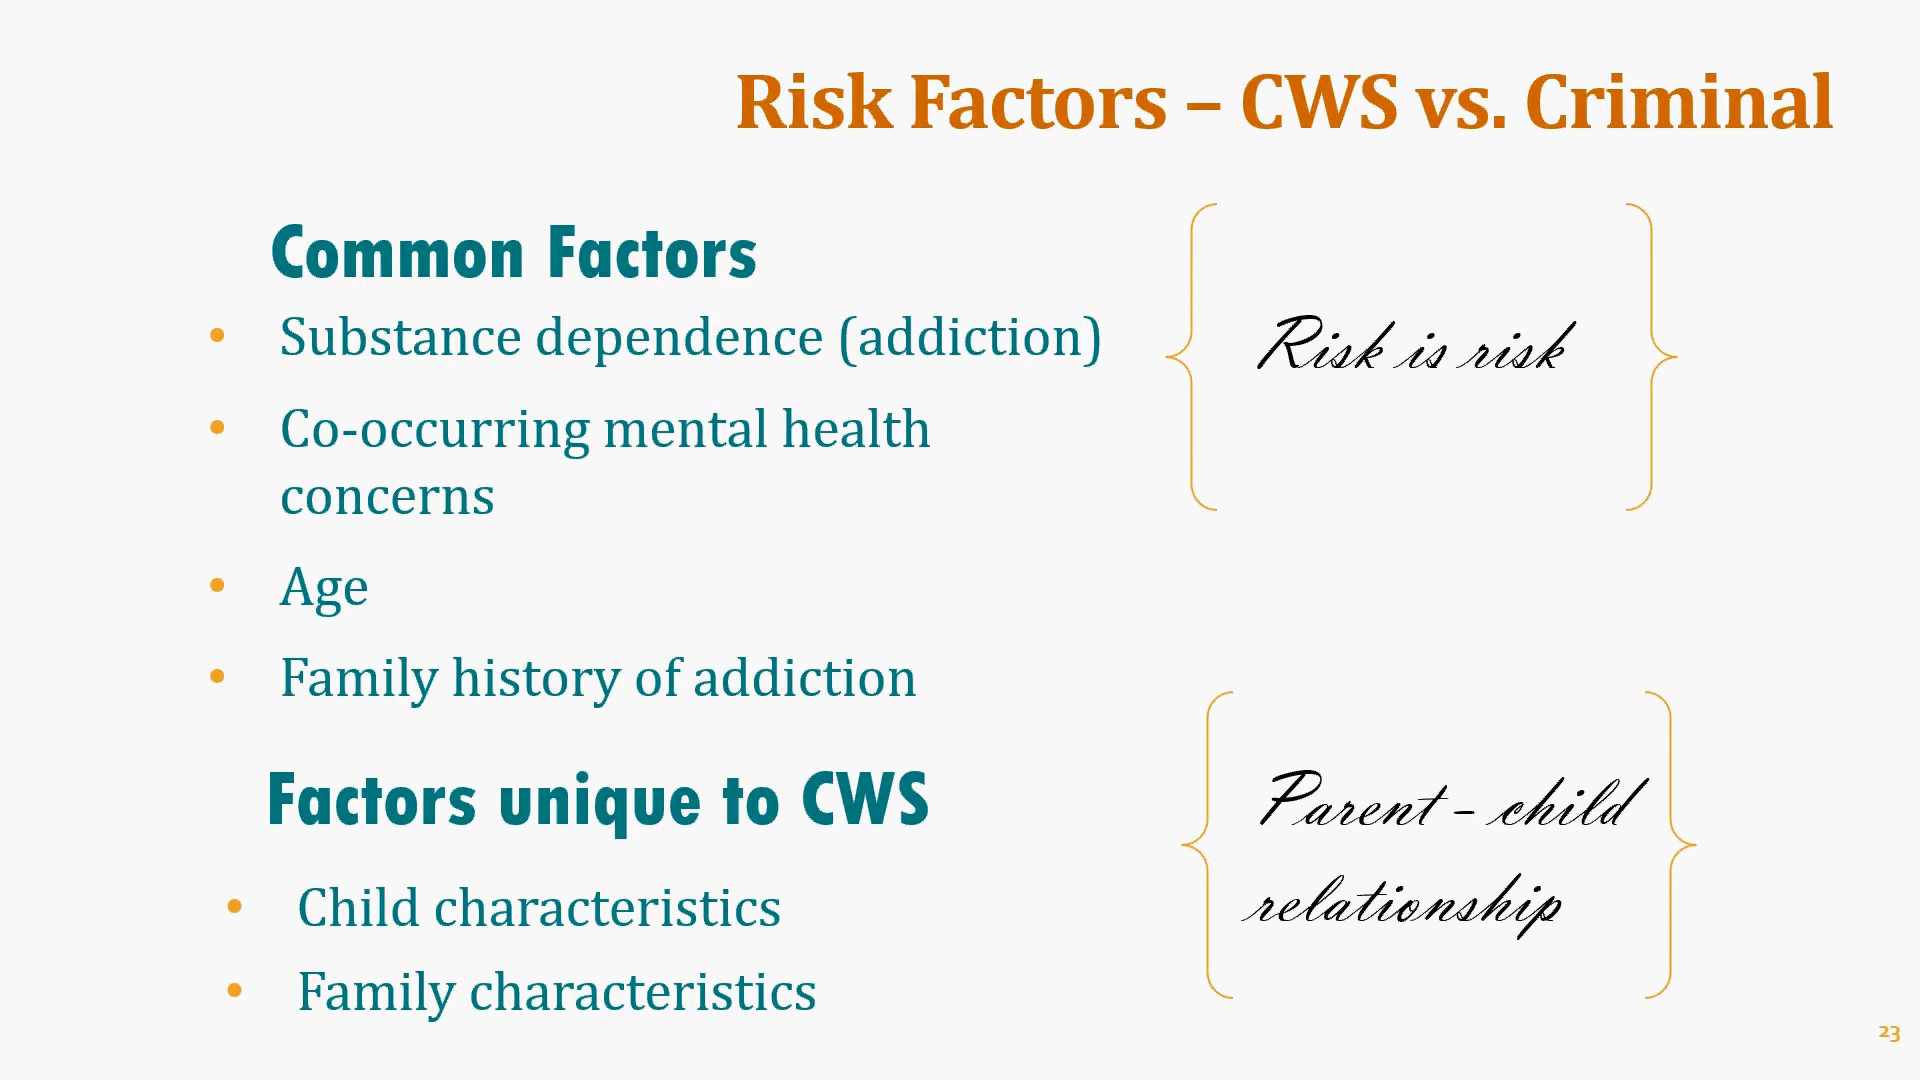 Risk Factors – CWS vs. Criminal
Common Factors
• Substance dependence (addiction)
• Co-occurring mental health
concerns
• Age
• Family history of addiction
Risk is risk
Factors unique to CWS
• Child characteristics
• Family characteristics
Parent - child
relationship
23